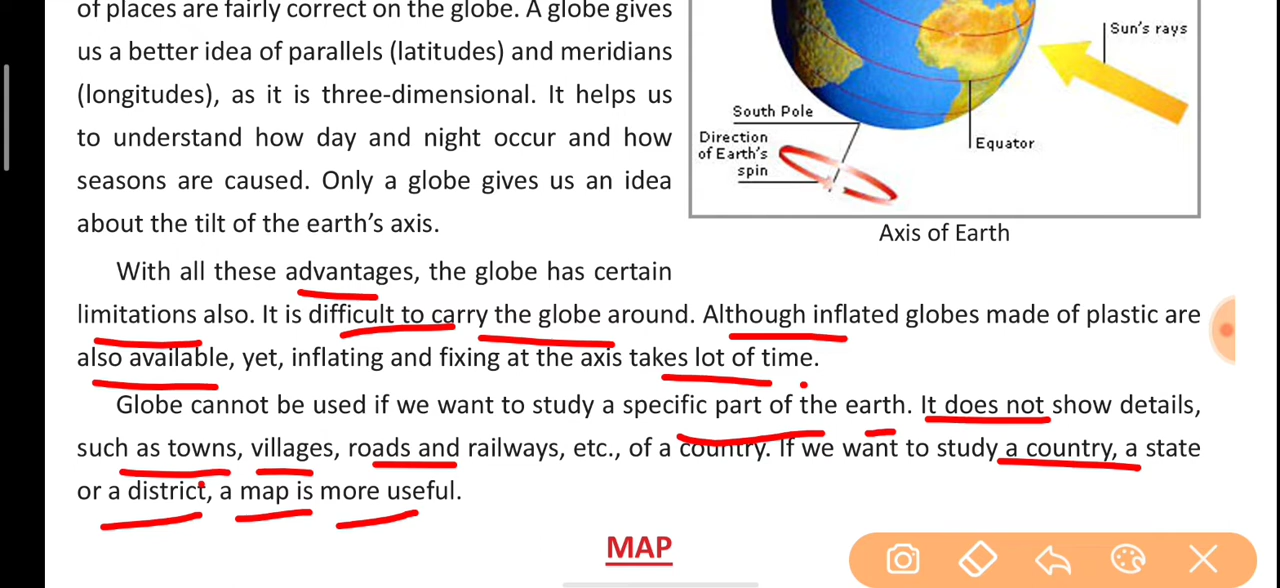 of places are fairly correct on the globe. A globe gives
us a better idea of parallels (latitudes) and meridians
(longitudes), as it is three-dimensional. It helps us
to understand how day and night occur and how
seasons are caused. Only a globe gives us an idea
about the tilt of the earth’s axis.
Sun's rays
South Pole
Direction
of Earth's
spin
Equator
Axis of Earth
With all these advantages, the globe has certain
limitations also. It is difficult to carry the globe around. Although inflated globes made of plastic are
also available, yet, inflating and fixing at the axis takes lot of time.
Globe cannot be used if we want to study a specific part of the earth. It does not show details,
such as towns, villages, roads and railways, etc., of a country. If we want to study a country, a state
or a district, a map is more useful.
MAP